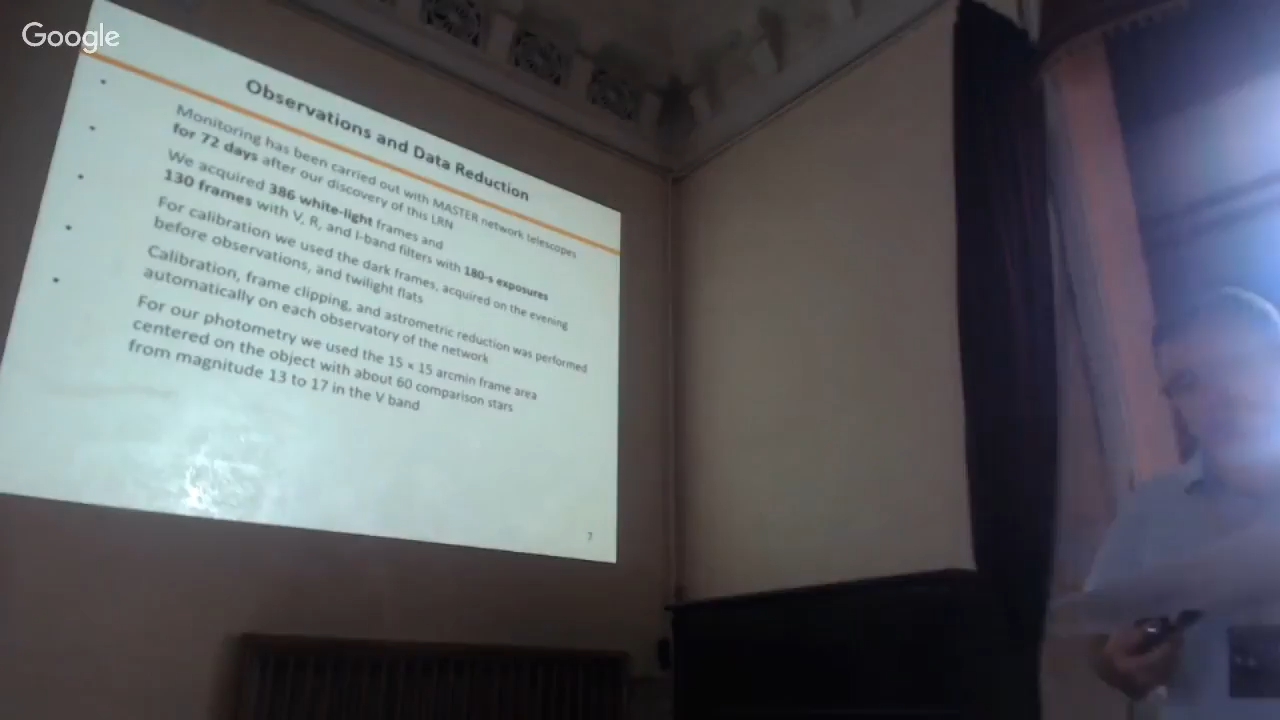 Google
Observations and Data Reduction
• Monitoring has been carried out with MASTER network telescopes
for 72 days after our discovery of this LRN
• We acquired 386 white-light frames and
130 frames with V, R, and I-band filters with 180-s exposures
• For calibration we used the dark frames, acquired on the evening
before observations, and twilight flats
• Calibration, frame clipping, and astrometric reduction was performed
automatically on each observatory of the network
• For our photometry we used the 15 × 15 arcmin frame area
centered on the object with about 60 comparison stars
from magnitude 13 to 17 in the V band
7